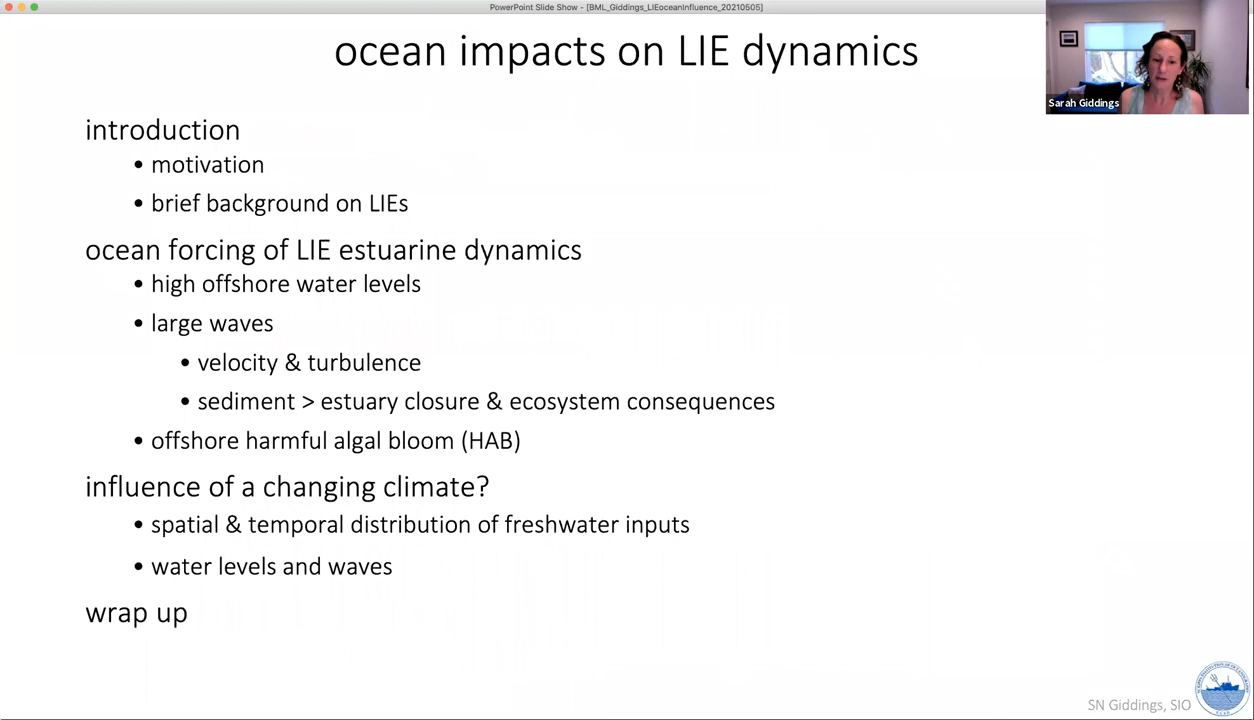 PowerPoint Slide Show - [BML_Giddings_LIEoceanInfluence_20210505]
ocean impacts on LIE dynamics
Sarah Giddings
introduction
• motivation
• brief background on LIEs
ocean forcing of LIE estuarine dynamics
• high offshore water levels
• large waves
• velocity & turbulence
• sediment > estuary closure & ecosystem consequences
• offshore harmful algal bloom (HAB)
influence of a changing climate?
• spatial & temporal distribution of freshwater inputs
• water levels and waves
wrap up
SN Giddings, SIO